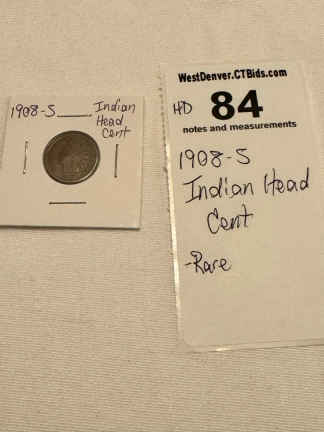 1908-S Indian
Head
Cent
WestDenver.CTBids.com
HD 84
notes and measurements
1908-S
Indian Head
Cent
-Rare